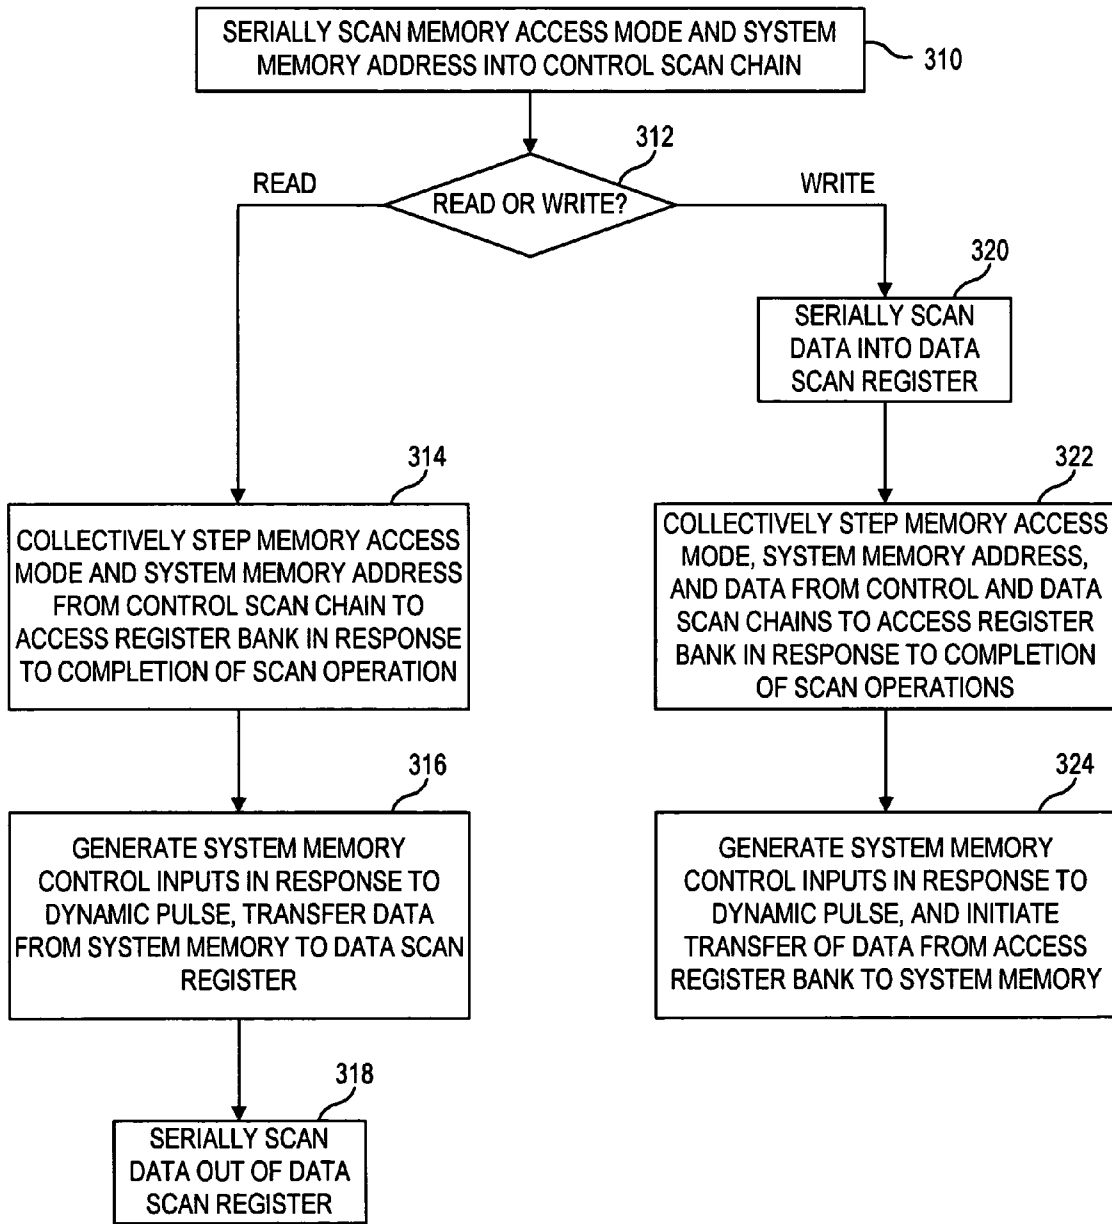 SERIALLY SCAN MEMORY ACCESS MODE AND SYSTEM
MEMORY ADDRESS INTO CONTROL SCAN CHAIN
310
312
READ
READ OR WRITE?
WRITE
320
SERIALLY SCAN
DATA INTO DATA
SCAN REGISTER
314
COLLECTIVELY STEP MEMORY ACCESS
MODE AND SYSTEM MEMORY ADDRESS
FROM CONTROL SCAN CHAIN TO
ACCESS REGISTER BANK IN RESPONSE
TO COMPLETION OF SCAN OPERATION
322
COLLECTIVELY STEP MEMORY ACCESS
MODE, SYSTEM MEMORY ADDRESS,
AND DATA FROM CONTROL AND DATA
SCAN CHAINS TO ACCESS REGISTER
BANK IN RESPONSE TO COMPLETION
OF SCAN OPERATIONS
316
GENERATE SYSTEM MEMORY
CONTROL INPUTS IN RESPONSE TO
DYNAMIC PULSE, TRANSFER DATA
FROM SYSTEM MEMORY TO DATA SCAN
REGISTER
324
GENERATE SYSTEM MEMORY
CONTROL INPUTS IN RESPONSE TO
DYNAMIC PULSE, AND INITIATE
TRANSFER OF DATA FROM ACCESS
REGISTER BANK TO SYSTEM MEMORY
318
SERIALLY SCAN
DATA OUT OF DATA
SCAN REGISTER